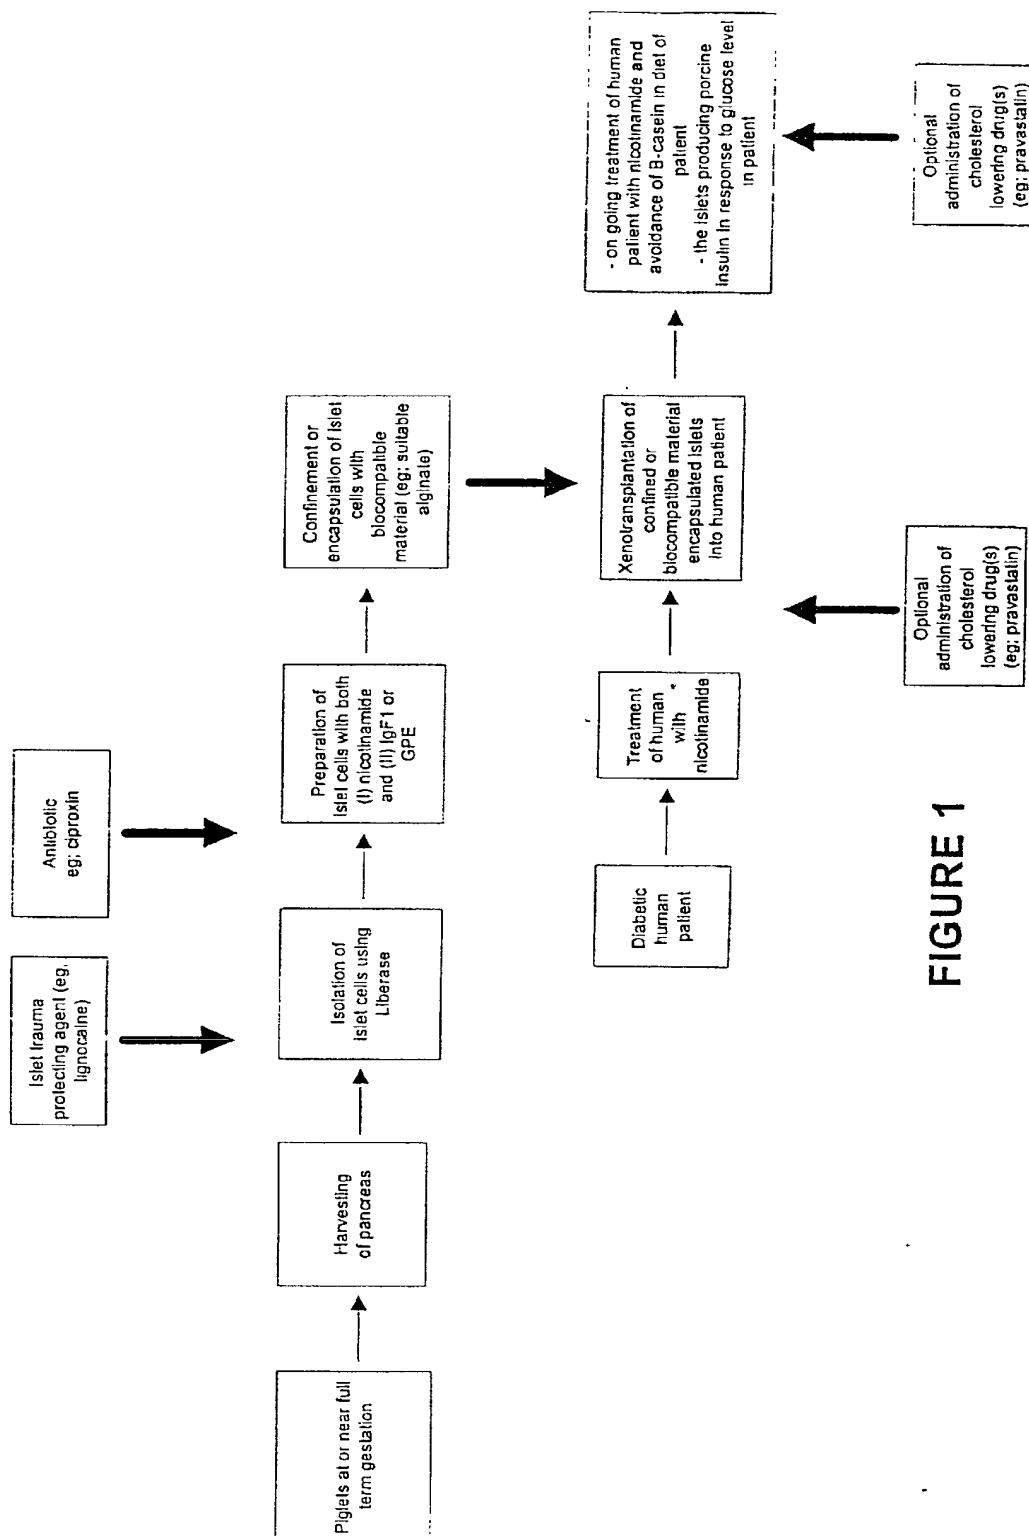 Islet trauma
protecting agent (eg,
lignocaine)
Antibiotic
eg; ciproxin
Piglets at or near full
term gestation
Harvesting
of pancreas
Isolation of
islet cells using
Liberase
Preparation of
islet cells with both
(I) nicotinamide
and (II) IgF1 or
GPE
Confinement or
encapsulation of islet
cells with
biocompatible
material (eg; suitable
alginate)
Diabetic
human
patient
Treatment
of human
with
nicotinamide
Xenotransplantation of
confined or
biocompatible material
encapsulated islets
into human patient
- on going treatment of human
patient with nicotinamide and
avoidance of B-casein in diet of
patient
- the islets producing porcine
insulin in response to glucose level
in patient
Optional
administration of
cholesterol
lowering drug(s)
(eg; pravastatin)
Optional
administration of
cholesterol
lowering drug(s)
(eg; pravastatin
FIGURE 1